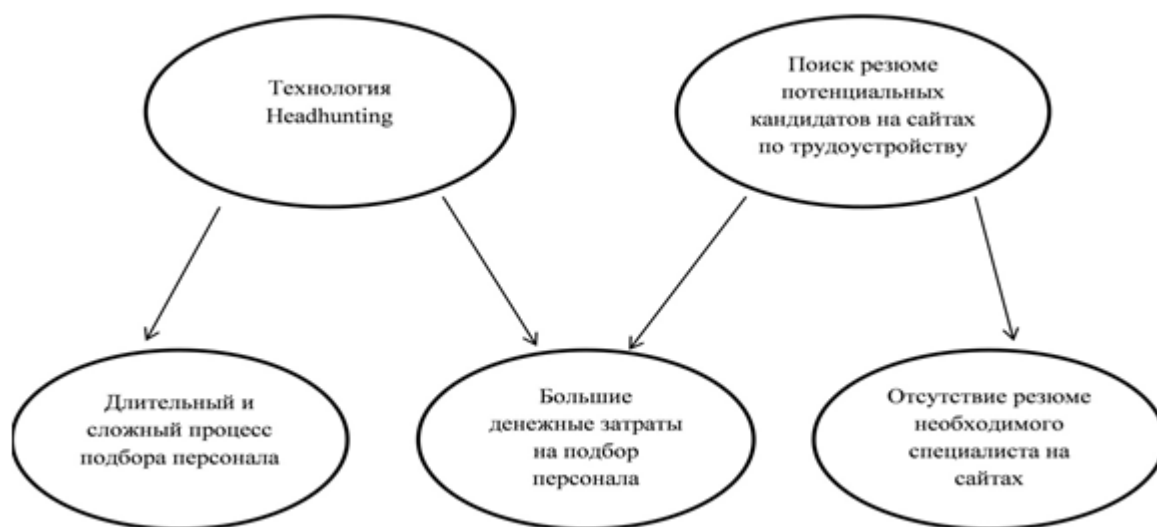 Технология
Headhunting
Поиск резюме
потенциальных
кандидатов на сайтах
по трудоустройству
Длительный и
сложный процесс
подбора персонала
Большие
денежные затраты
на подбор
персонала
Отсутствие резюме
необходимого
специалиста на
сайтах